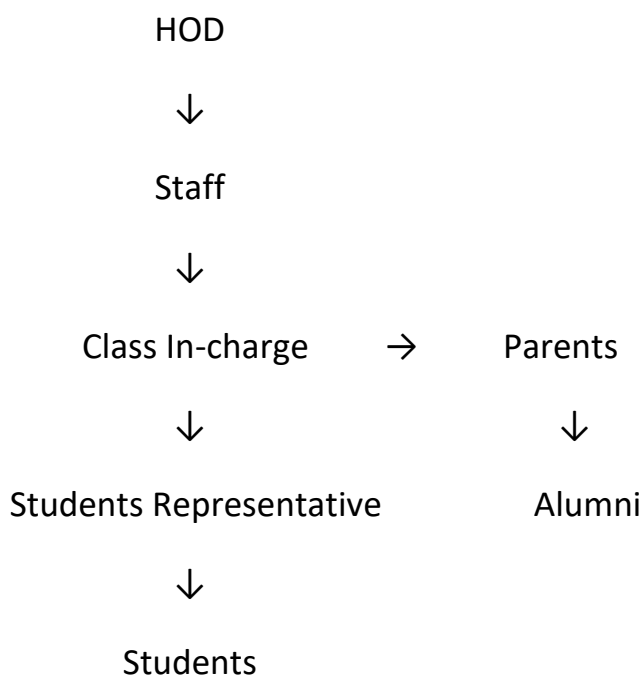 HOD
↓
Staff
↓
Class In-charge → Parents
↓ ↓
Students Representative Alumni
↓
Students